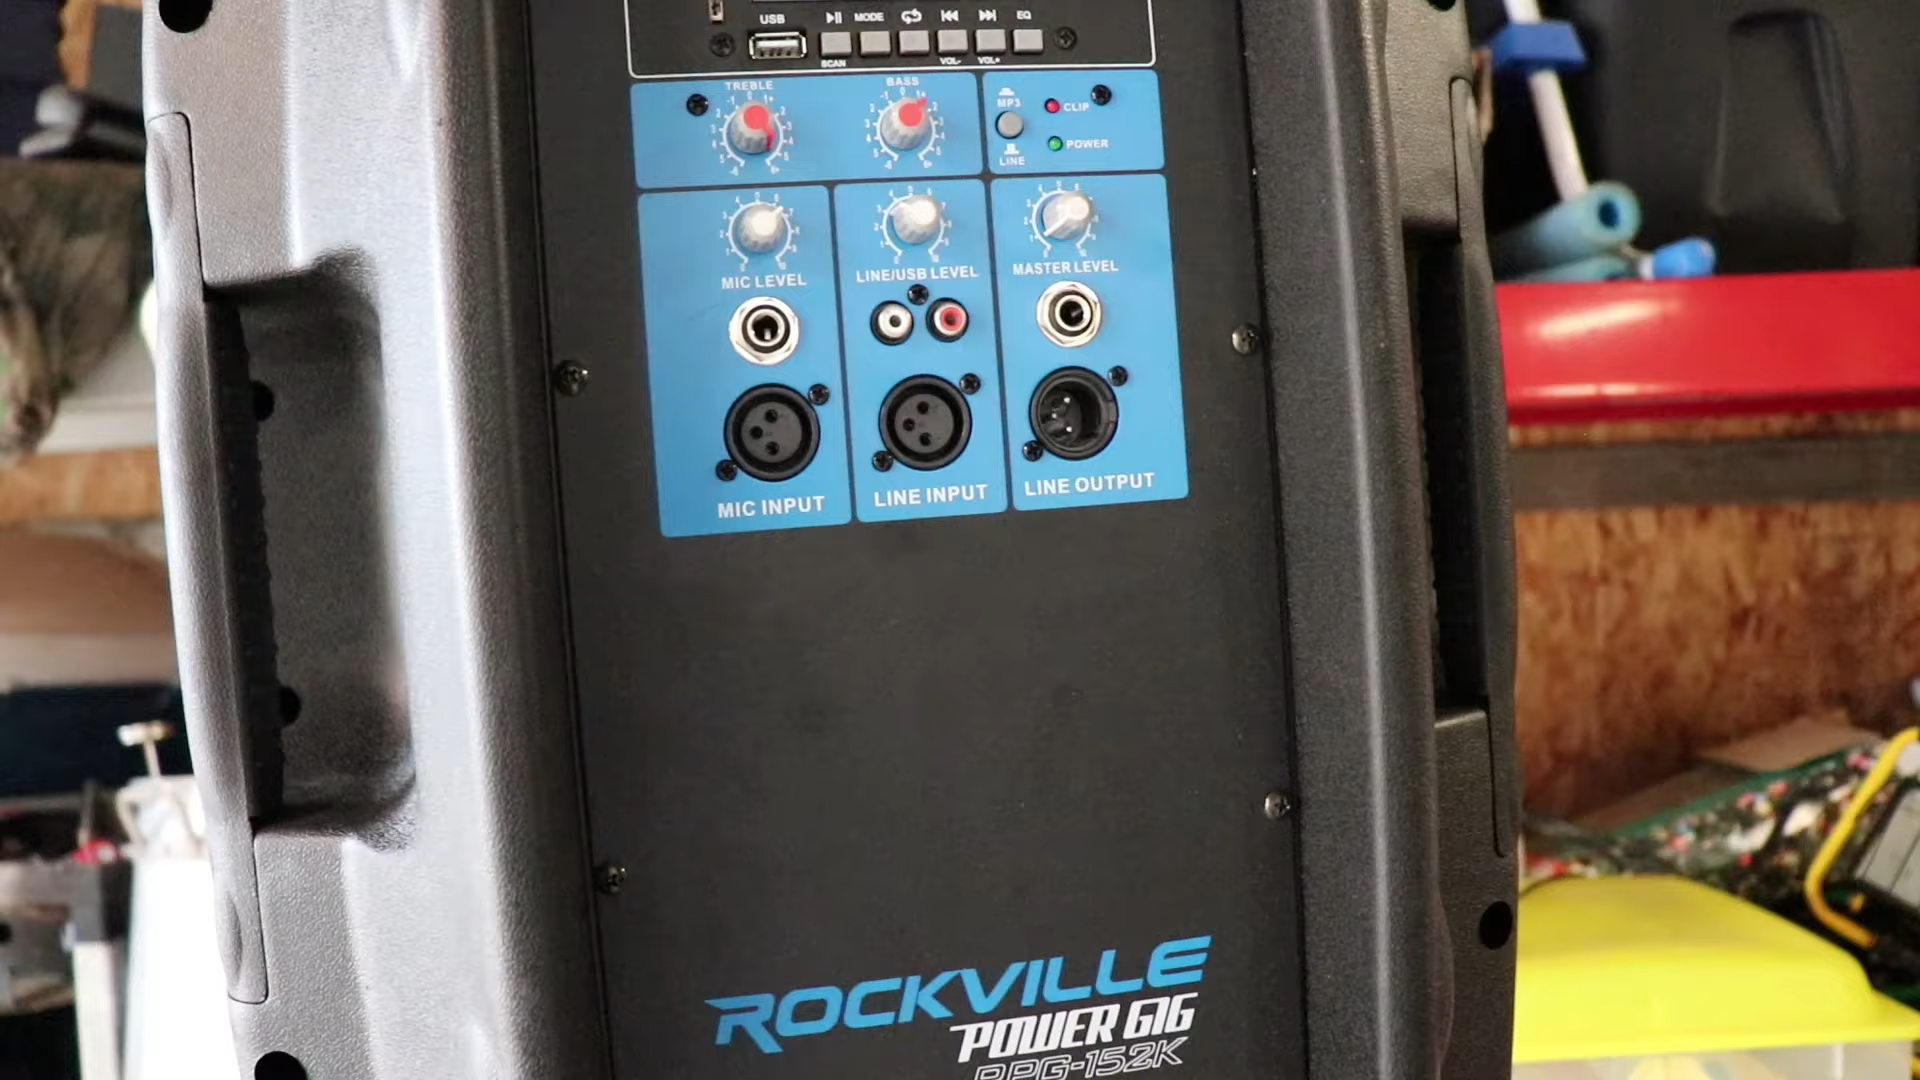 USB
MODE
EQ
SCAN
VOL-
VOL+
TREBLE
BASS
MP3
CLIP
POWER
LINE
MIC LEVEL
LINE/USB LEVEL
MASTER LEVEL
MIC INPUT
LINE INPUT
LINE OUTPUT
ROCKVILLE
POWER GIG
RPG-152K